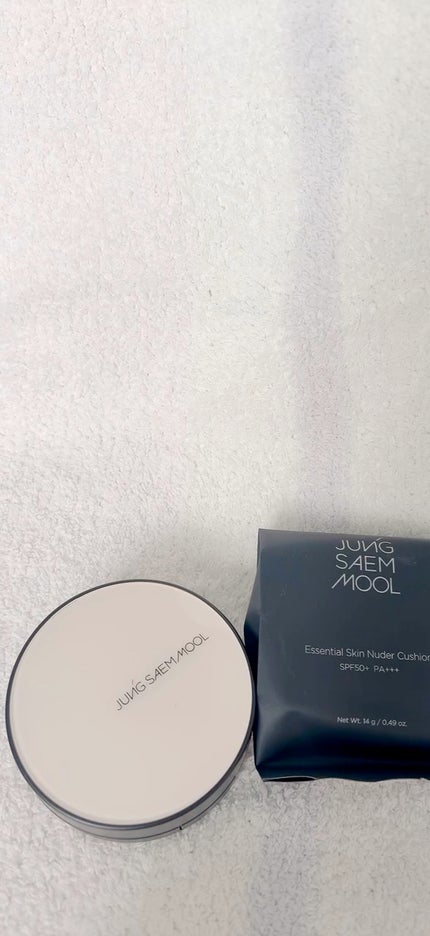 JUNG SAEM MOOL
JUNG
SAEM
MOOL
Essential Skin Nuder Cushion
SPF50+ PA+++
Net Wt. 14 g / 0.49 oz.